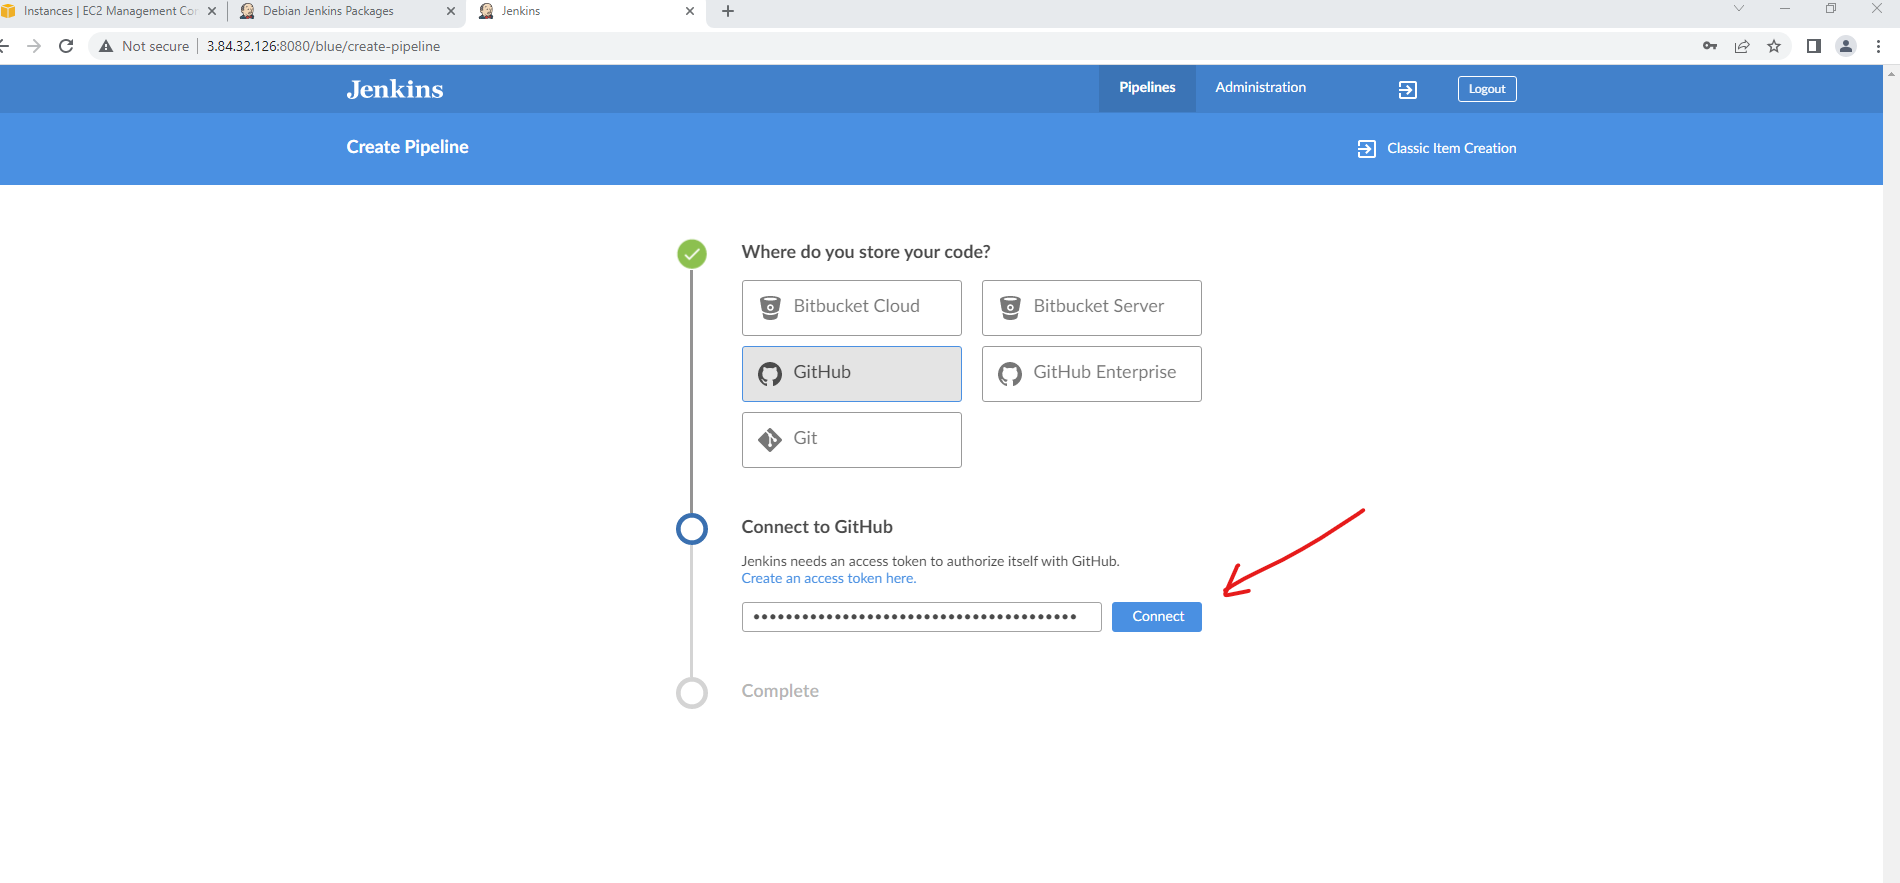 Instances | EC2 Management Con
Debian Jenkins Packages
Jenkins
Not secure
3.84.32.126:8080/blue/create-pipeline
Jenkins
Pipelines
Administration
Logout
Create Pipeline
Classic Item Creation
Where do you store your code?
Bitbucket Cloud
Bitbucket Server
GitHub
GitHub Enterprise
Git
Connect to GitHub
Jenkins needs an access token to authorize itself with GitHub.
Create an access token here.
••••••••••••••••••••••••••••••••••••••••
Connect
Complete